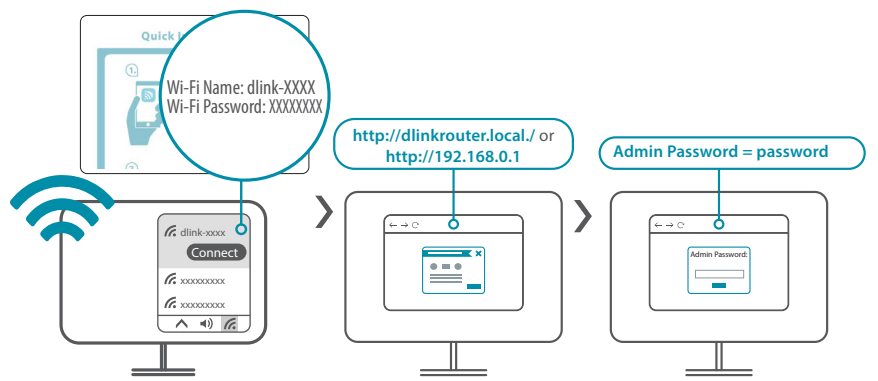 Quick
1.
Wi-Fi Name: dlink-XXXX
Wi-Fi Password: XXXXXXXX
dlink-xxxx
Connect
xxxxxxxxx
xxxxxxxxx
http://dlinkrouter.local./ or
http://192.168.0.1
Admin Password = password
Admin Password: